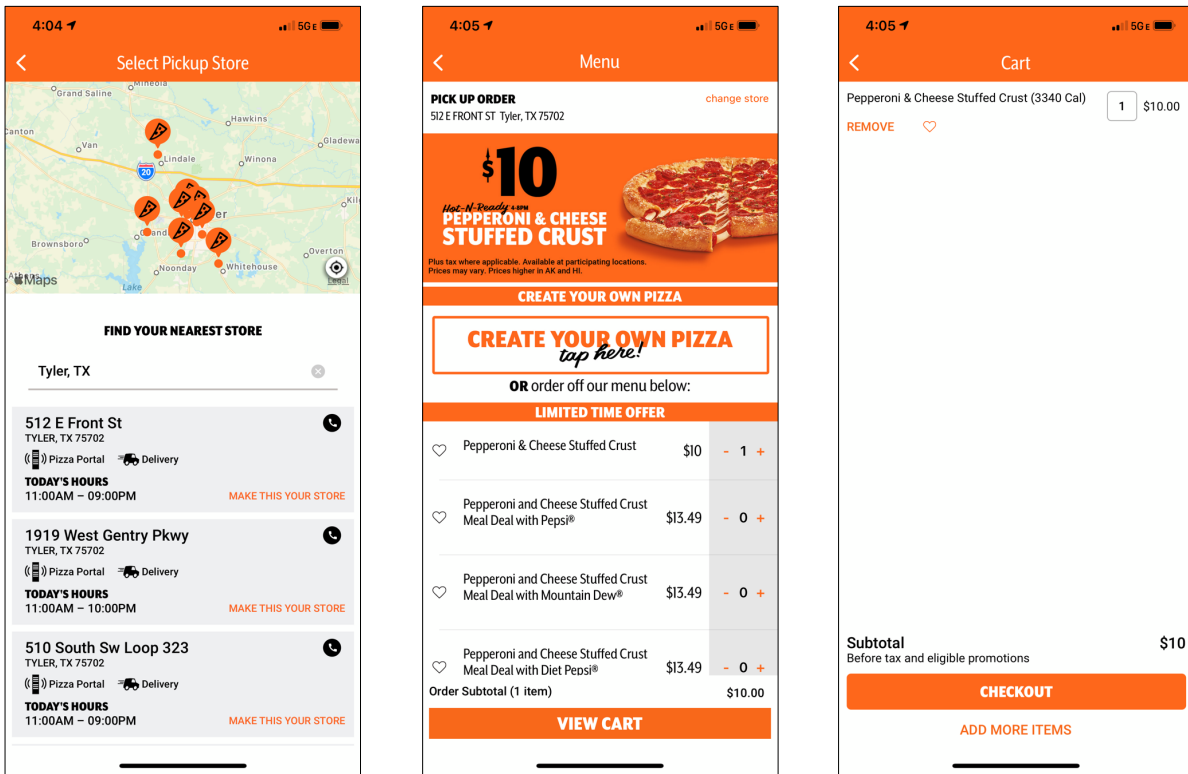 4:04
5G E
Select Pickup Store
Mineola
Grand Saline
Hawkins
Canton
Van
Gladewa
Lindale
Winona
20
Kil
er
Grand
Brownsboro
Overton
Noonday
Whitehouse
Athens
Maps
Lake
Legal
FIND YOUR NEAREST STORE
Tyler, TX
512 E Front St
TYLER, TX 75702
Pizza Portal Delivery
TODAY'S HOURS
11:00AM – 09:00PM MAKE THIS YOUR STORE
1919 West Gentry Pkwy
TYLER, TX 75702
Pizza Portal Delivery
TODAY'S HOURS
11:00AM – 10:00PM MAKE THIS YOUR STORE
510 South Sw Loop 323
TYLER, TX 75702
Pizza Portal Delivery
TODAY'S HOURS
11:00AM – 09:00PM MAKE THIS YOUR STORE
4:05
5G E
Menu
PICK UP ORDER change store
512 E FRONT ST Tyler, TX 75702
$10
Hot-N-Ready 4-8PM
PEPPERONI & CHEESE
STUFFED CRUST
Plus tax where applicable. Available at participating locations.
Prices may vary. Prices higher in AK and HI.
CREATE YOUR OWN PIZZA
CREATE YOUR OWN PIZZA
tap here!
OR order off our menu below:
LIMITED TIME OFFER
Pepperoni & Cheese Stuffed Crust $10 - 1 +
Pepperoni and Cheese Stuffed Crust
Meal Deal with Pepsi® $13.49 - 0 +
Pepperoni and Cheese Stuffed Crust
Meal Deal with Mountain Dew® $13.49 - 0 +
Pepperoni and Cheese Stuffed Crust
Meal Deal with Diet Pepsi® $13.49 - 0 +
Order Subtotal (1 item) $10.00
VIEW CART
4:05
5G E
Cart
Pepperoni & Cheese Stuffed Crust (3340 Cal) 1 $10.00
REMOVE
Subtotal $10
Before tax and eligible promotions
CHECKOUT
ADD MORE ITEMS